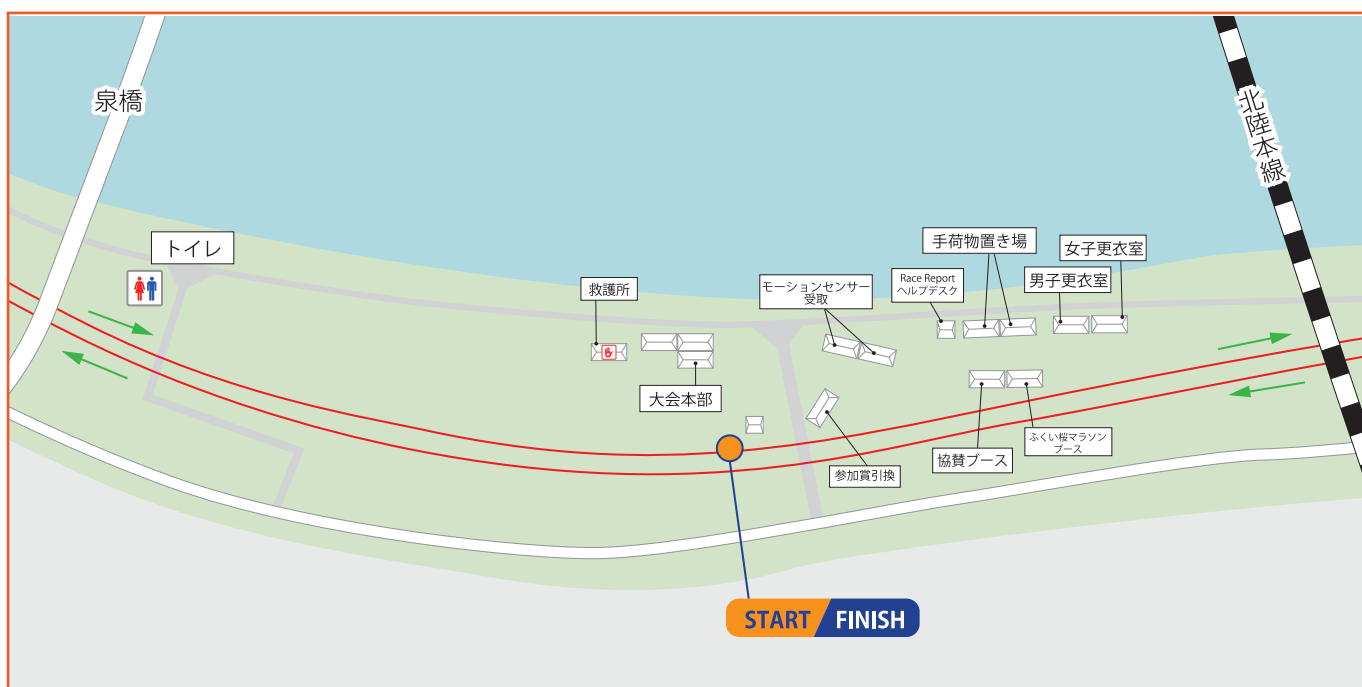 泉橋
北陸本線
トイレ
救護所
大会本部
モーションセンサー
受取
Race Report
ヘルプデスク
手荷物置き場
男子更衣室
女子更衣室
参加賞引換
協賛ブース
ふくい桜マラソン
ブース
START FINISH